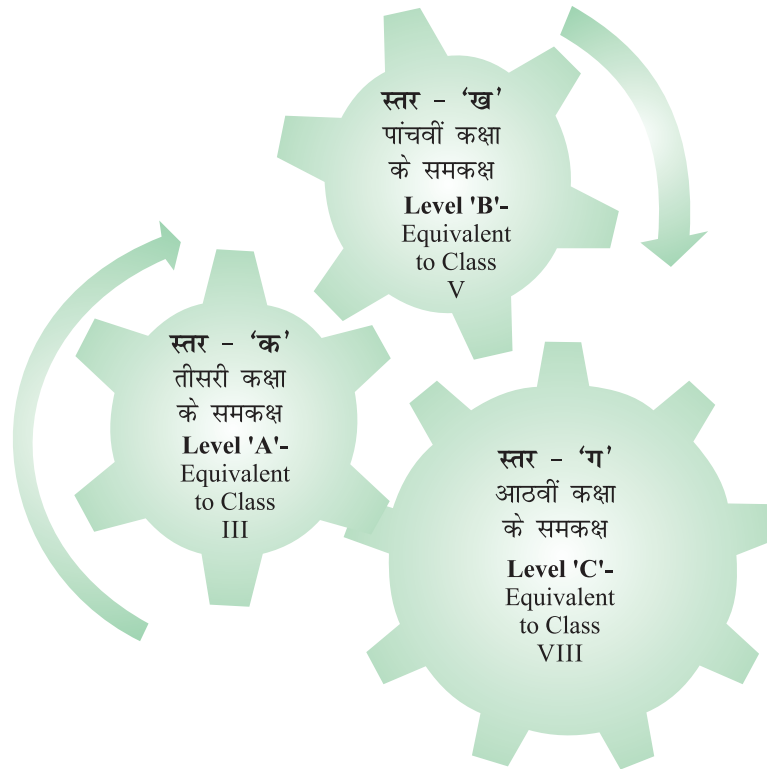 स्तर - ‘ख’
पांचवीं कक्षा
के समकक्ष
Level 'B'-
Equivalent
to Class
V
स्तर - ‘क’
तीसरी कक्षा
के समकक्ष
Level 'A'-
Equivalent
to Class
III
स्तर - ‘ग’
आठवीं कक्षा
के समकक्ष
Level 'C'-
Equivalent
to Class
VIII